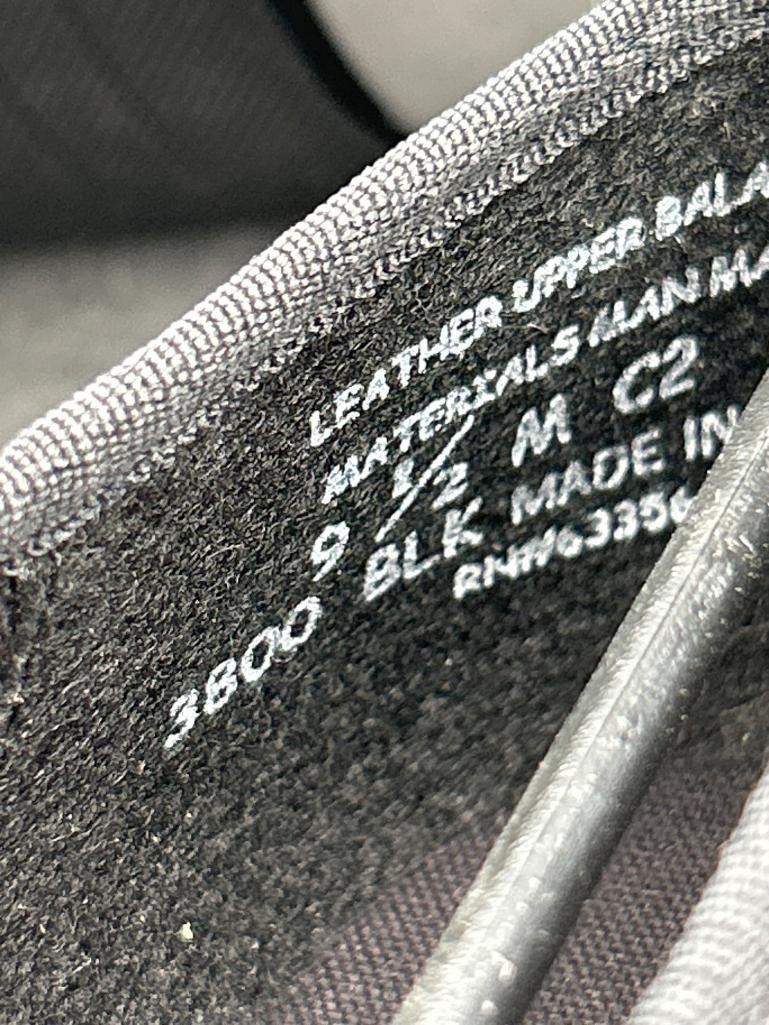 LEATHER UPPER BALA
MATERIALS MAN MA
9 1/2 M C2
3800 BLK MADE IN